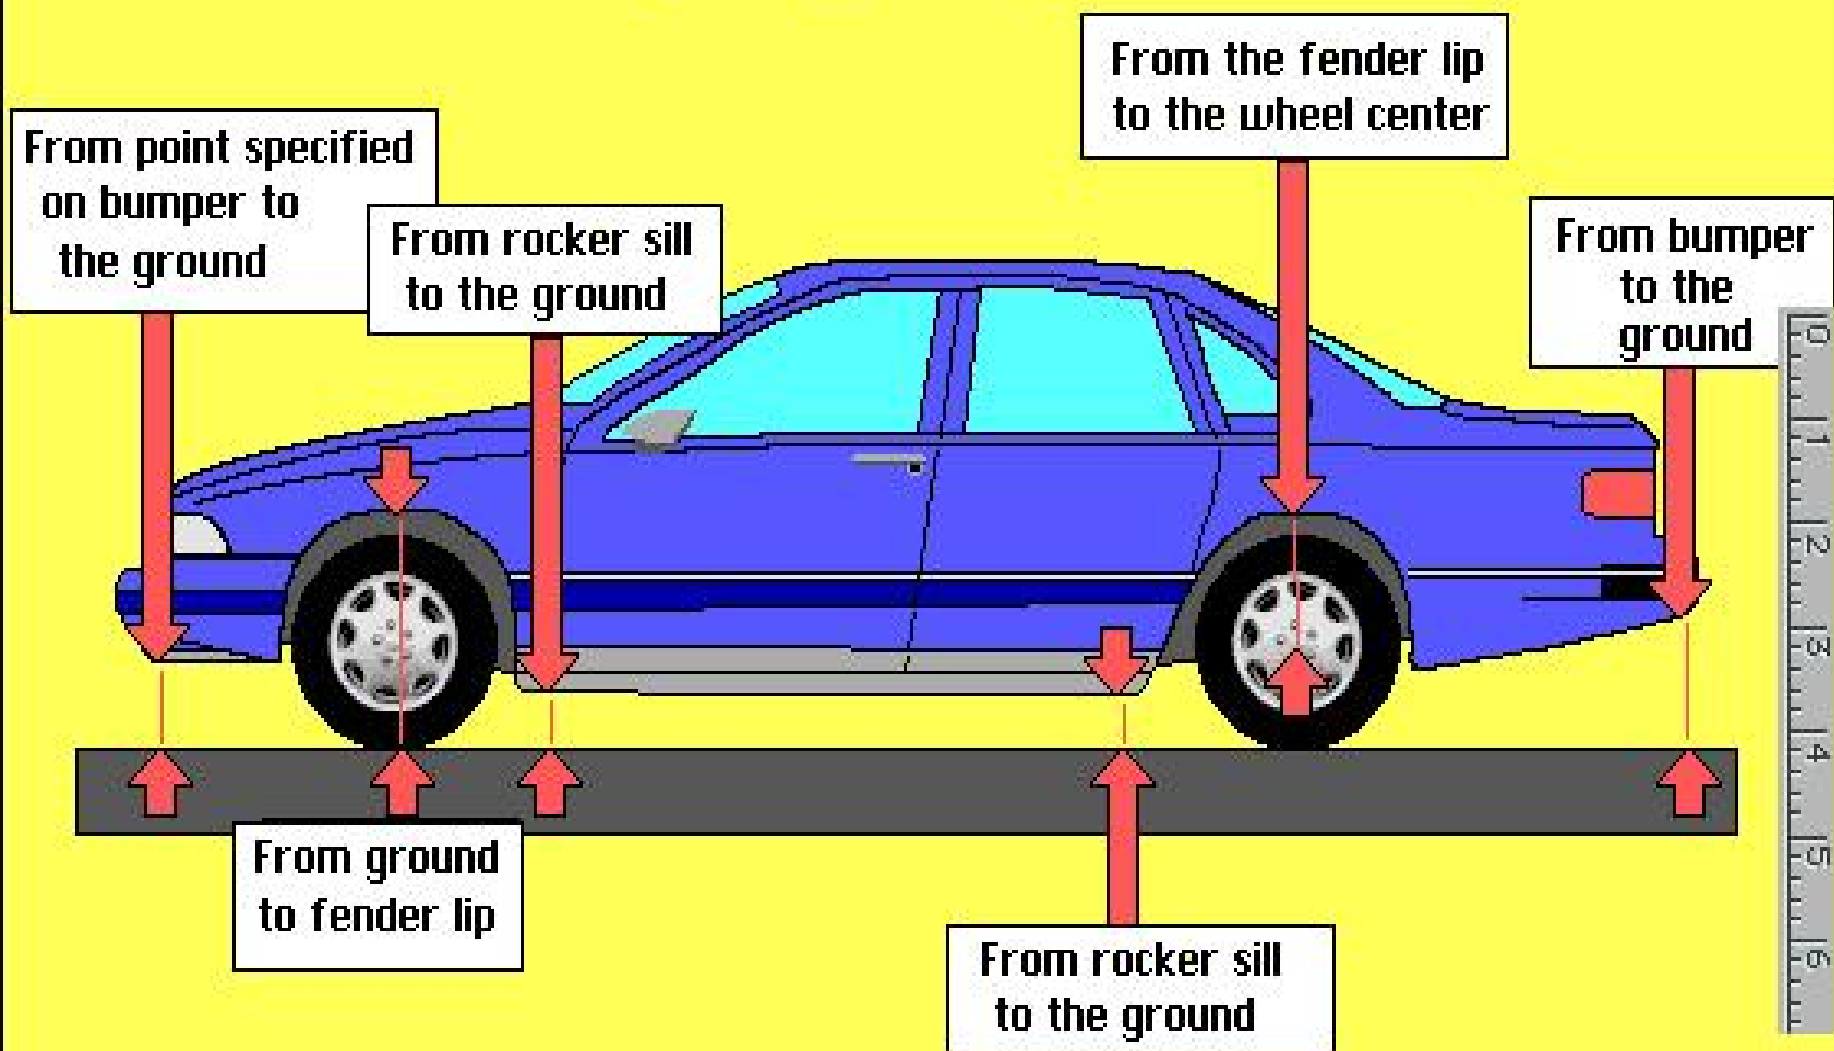 From the fender lip
to the wheel center
From point specified
on bumper to
the ground
From rocker sill
to the ground
From bumper
to the
ground
0
1
2
3
4
5
6
From ground
to fender lip
From rocker sill
to the ground